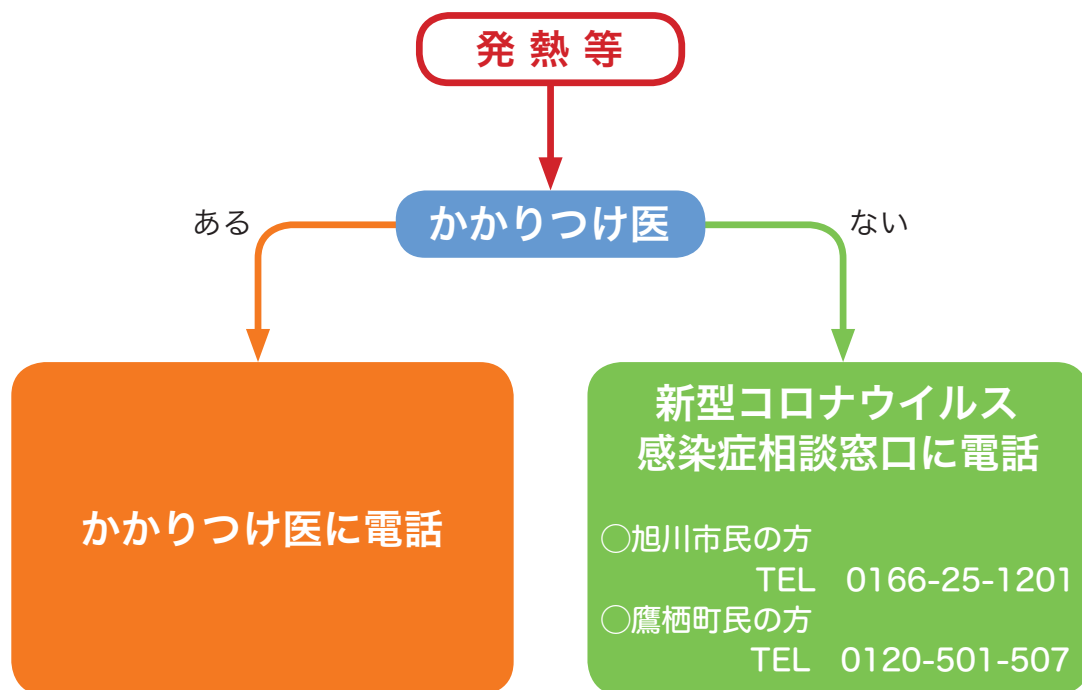 発熱等
かかりつけ医
ある
ない
かかりつけ医に電話
新型コロナウイルス
感染症相談窓口に電話
○旭川市民の方
TEL 0166-25-1201
○鷹栖町民の方
TEL 0120-501-507